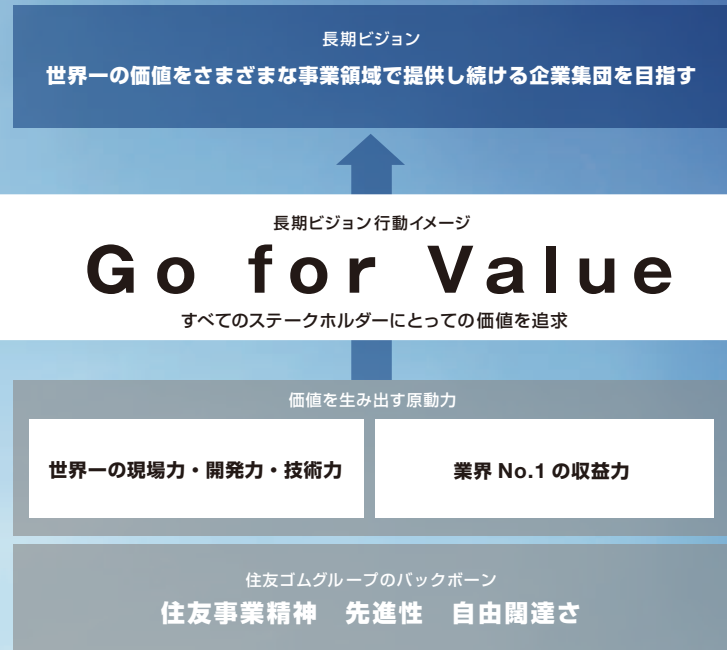 長期ビジョン
世界一の価値をさまざまな事業領域で提供し続ける企業集団を目指す
長期ビジョン行動イメージ
Go for Value
すべてのステークホルダーにとっての価値を追求
価値を生み出す原動力
世界一の現場力・開発力・技術力
業界 No.1 の収益力
住友ゴムグループのバックボーン
住友事業精神　先進性　自由闊達さ